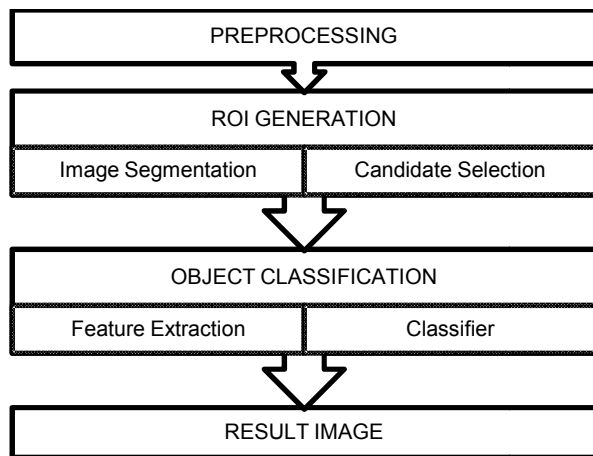 PREPROCESSING
ROI GENERATION
Image Segmentation
Candidate Selection
OBJECT CLASSIFICATION
Feature Extraction
Classifier
RESULT IMAGE